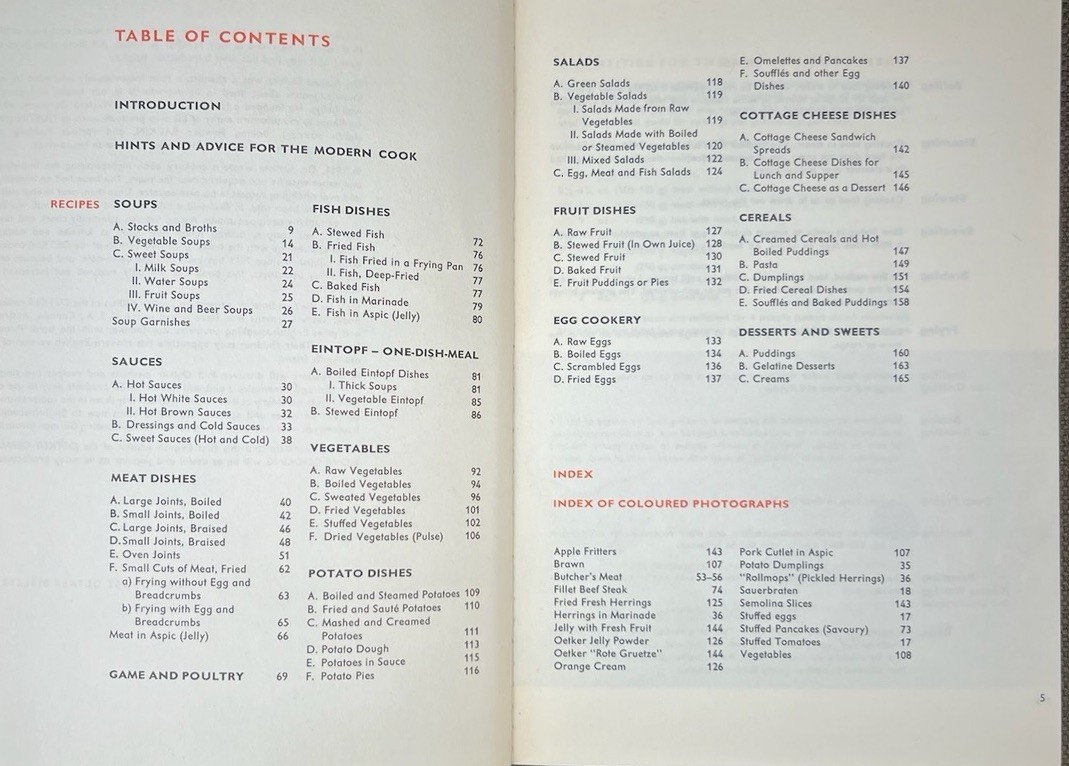 TABLE OF CONTENTS
INTRODUCTION
HINTS AND ADVICE FOR THE MODERN COOK
RECIPES
SOUPS
A. Stocks and Broths 9
B. Vegetable Soups 14
C. Sweet Soups 21
I. Milk Soups 22
II. Water Soups 24
III. Fruit Soups 25
IV. Wine and Beer Soups 26
Soup Garnishes 27
SAUCES
A. Hot Sauces 30
I. Hot White Sauces 30
II. Hot Brown Sauces 32
B. Dressings and Cold Sauces 33
C. Sweet Sauces (Hot and Cold) 38
MEAT DISHES
A. Large Joints, Boiled 40
B. Small Joints, Boiled 42
C. Large Joints, Braised 46
D. Small Joints, Braised 48
E. Oven Joints 51
F. Small Cuts of Meat, Fried 62
a) Frying without Egg and
Breadcrumbs 63
b) Frying with Egg and
Breadcrumbs 65
Meat in Aspic (Jelly) 66
GAME AND POULTRY 69
FISH DISHES
A. Stewed Fish 72
B. Fried Fish 76
I. Fish Fried in a Frying Pan 76
II. Fish, Deep-Fried 77
C. Baked Fish 77
D. Fish in Marinade 79
E. Fish in Aspic (Jelly) 80
EINTOPF – ONE-DISH-MEAL
A. Boiled Eintopf Dishes 81
I. Thick Soups 81
II. Vegetable Eintopf 85
B. Stewed Eintopf 86
VEGETABLES
A. Raw Vegetables 92
B. Boiled Vegetables 94
C. Sweated Vegetables 96
D. Fried Vegetables 101
E. Stuffed Vegetables 102
F. Dried Vegetables (Pulse) 106
POTATO DISHES
A. Boiled and Steamed Potatoes 109
B. Fried and Sauté Potatoes 110
C. Mashed and Creamed
Potatoes 111
D. Potato Dough 113
E. Potatoes in Sauce 115
F. Potato Pies 116
SALADS
A. Green Salads 118
B. Vegetable Salads 119
I. Salads Made from Raw
Vegetables 119
II. Salads Made with Boiled
or Steamed Vegetables 120
III. Mixed Salads 122
C. Egg, Meat and Fish Salads 124
FRUIT DISHES
A. Raw Fruit 127
B. Stewed Fruit (In Own Juice) 128
C. Stewed Fruit 130
D. Baked Fruit 131
E. Fruit Puddings or Pies 132
EGG COOKERY
A. Raw Eggs 133
B. Boiled Eggs 134
C. Scrambled Eggs 136
D. Fried Eggs 137
E. Omelettes and Pancakes 137
F. Soufflés and other Egg
Dishes 140
COTTAGE CHEESE DISHES
A. Cottage Cheese Sandwich
Spreads 142
B. Cottage Cheese Dishes for
Lunch and Supper 145
C. Cottage Cheese as a Dessert 146
CEREALS
A. Creamed Cereals and Hot
Boiled Puddings 147
B. Pasta 149
C. Dumplings 151
D. Fried Cereal Dishes 154
E. Soufflés and Baked Puddings 158
DESSERTS AND SWEETS
A. Puddings 160
B. Gelatine Desserts 163
C. Creams 165
INDEX
INDEX OF COLOURED PHOTOGRAPHS
Apple Fritters 143
Brawn 107
Butcher's Meat 53–56
Fillet Beef Steak 74
Fried Fresh Herrings 125
Herrings in Marinade 36
Jelly with Fresh Fruit 144
Oetker Jelly Powder 126
Oetker "Rote Gruetze" 144
Orange Cream 126
Pork Cutlet in Aspic 107
Potato Dumplings 35
"Rollmops" (Pickled Herrings) 36
Sauerbraten 18
Semolina Slices 143
Stuffed eggs 17
Stuffed Pancakes (Savoury) 73
Stuffed Tomatoes 17
Vegetables 108
5